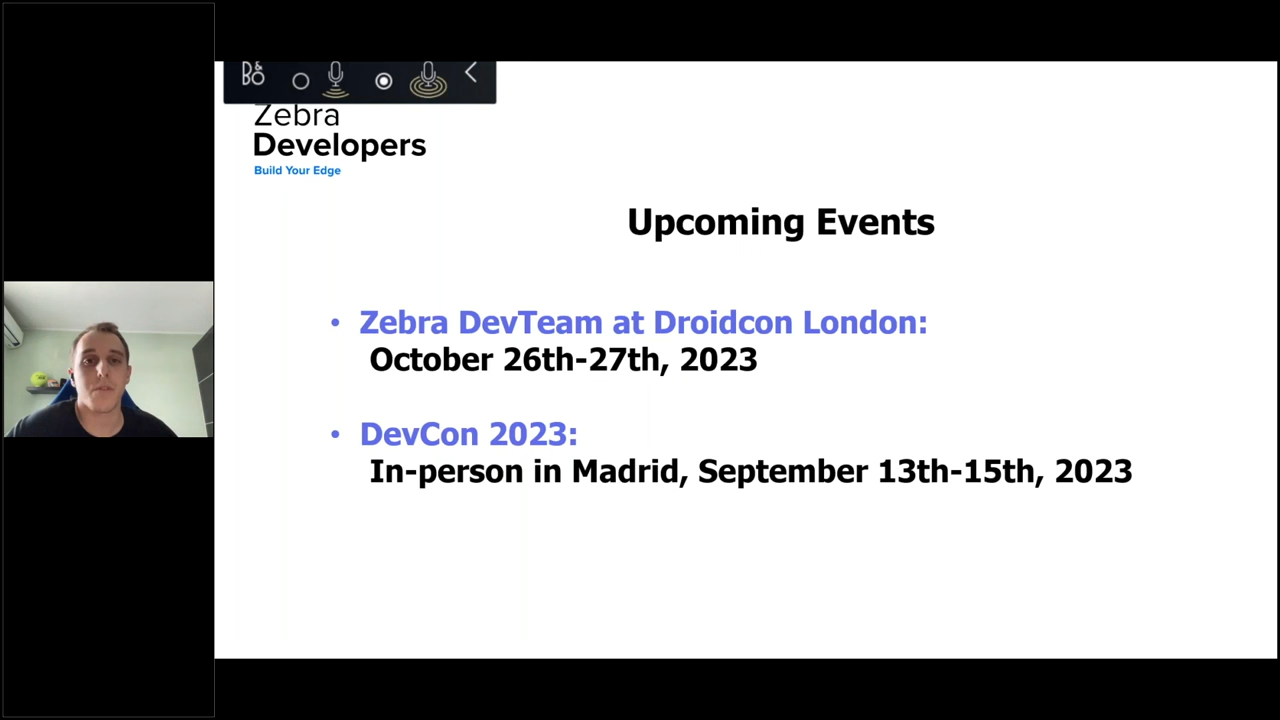 B&O
Zebra
Developers
Build Your Edge
Upcoming Events
• Zebra DevTeam at Droidcon London:
October 26th-27th, 2023
• DevCon 2023:
In-person in Madrid, September 13th-15th, 2023